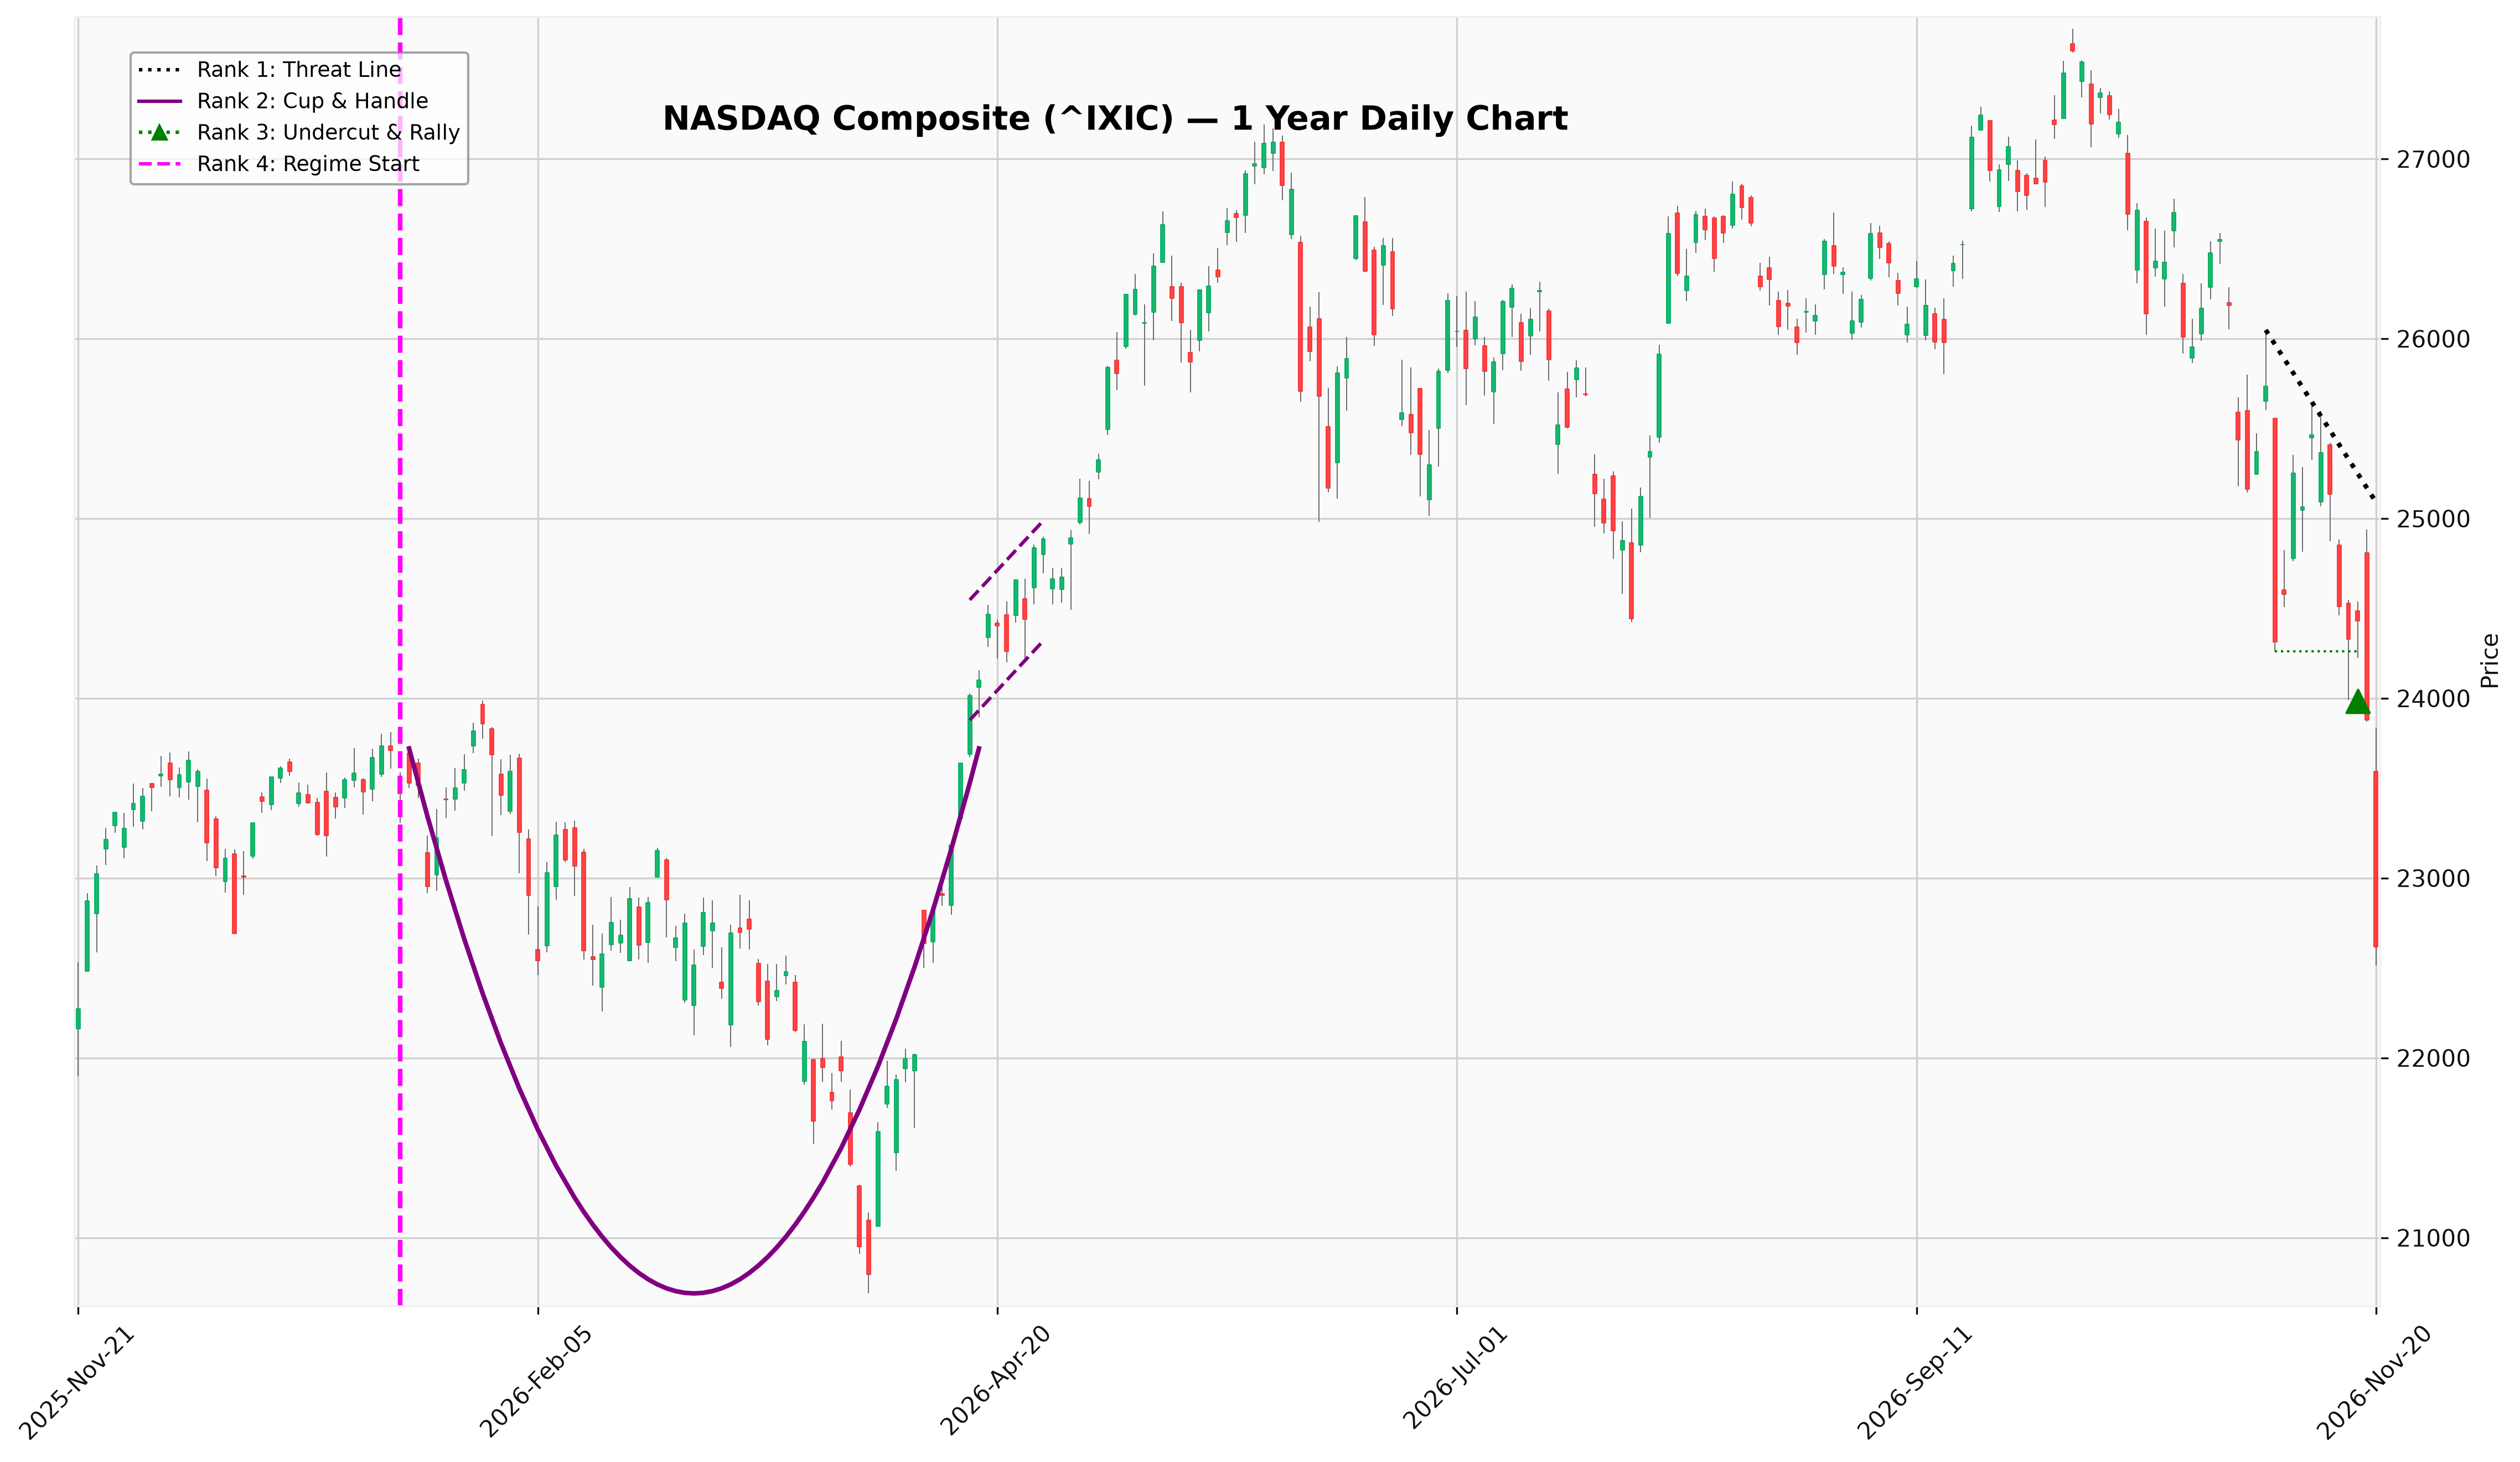 NASDAQ Composite (^IXIC) — 1 Year Daily Chart
Rank 1: Threat Line
Rank 2: Cup & Handle
Rank 3: Undercut & Rally
Rank 4: Regime Start
27000
26000
25000
24000
23000
22000
21000
Price
2025-Nov-21
2026-Feb-05
2026-Apr-20
2026-Jul-01
2026-Sep-11
2026-Nov-20